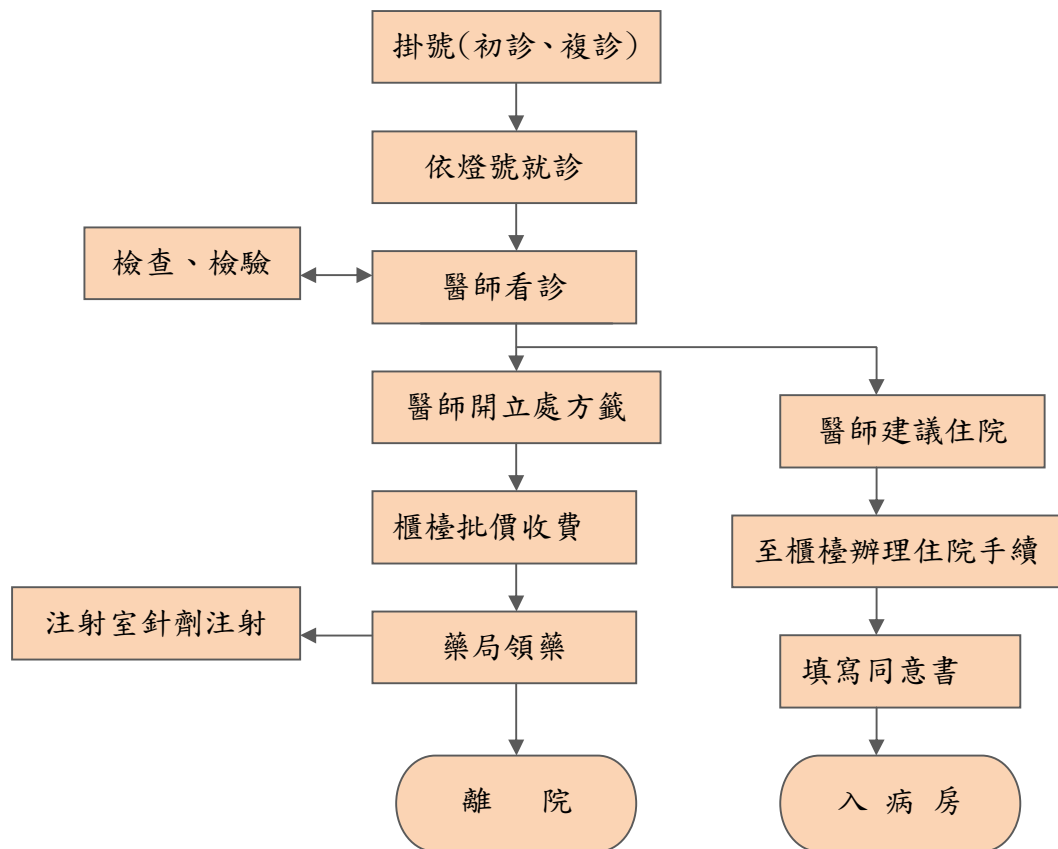 掛號(初診、複診)
依燈號就診
檢查、檢驗
醫師看診
醫師開立處方籤
醫師建議住院
櫃檯批價收費
至櫃檯辦理住院手續
注射室針劑注射
藥局領藥
填寫同意書
離 院
入 病 房